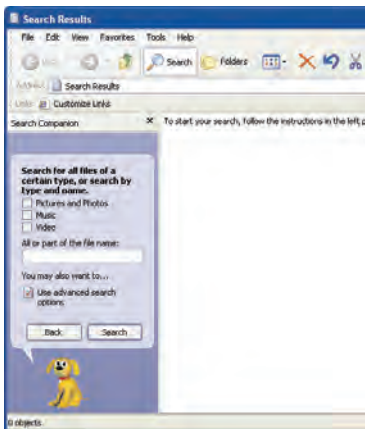 Search Results
File Edit View Favorites Tools Help
Search Folders
Address Search Results
Links Customize Links
Search Companion
To start your search, follow the instructions in the left p
Search for all files of a
certain type, or search by
type and name.
Pictures and Photos
Music
Video
All or part of the file name:
You may also want to...
Use advanced search
options
Back Search
0 objects